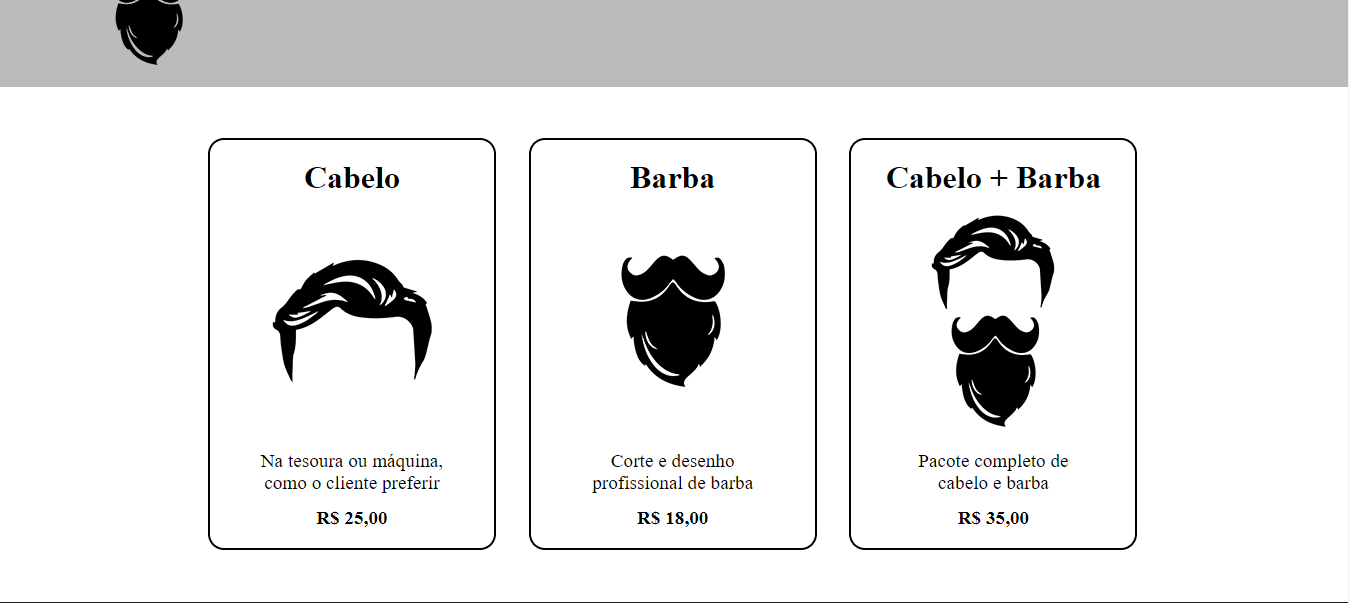 Cabelo
Na tesoura ou máquina,
como o cliente preferir
R$ 25,00
Barba
Corte e desenho
profissional de barba
R$ 18,00
Cabelo + Barba
Pacote completo de
cabelo e barba
R$ 35,00